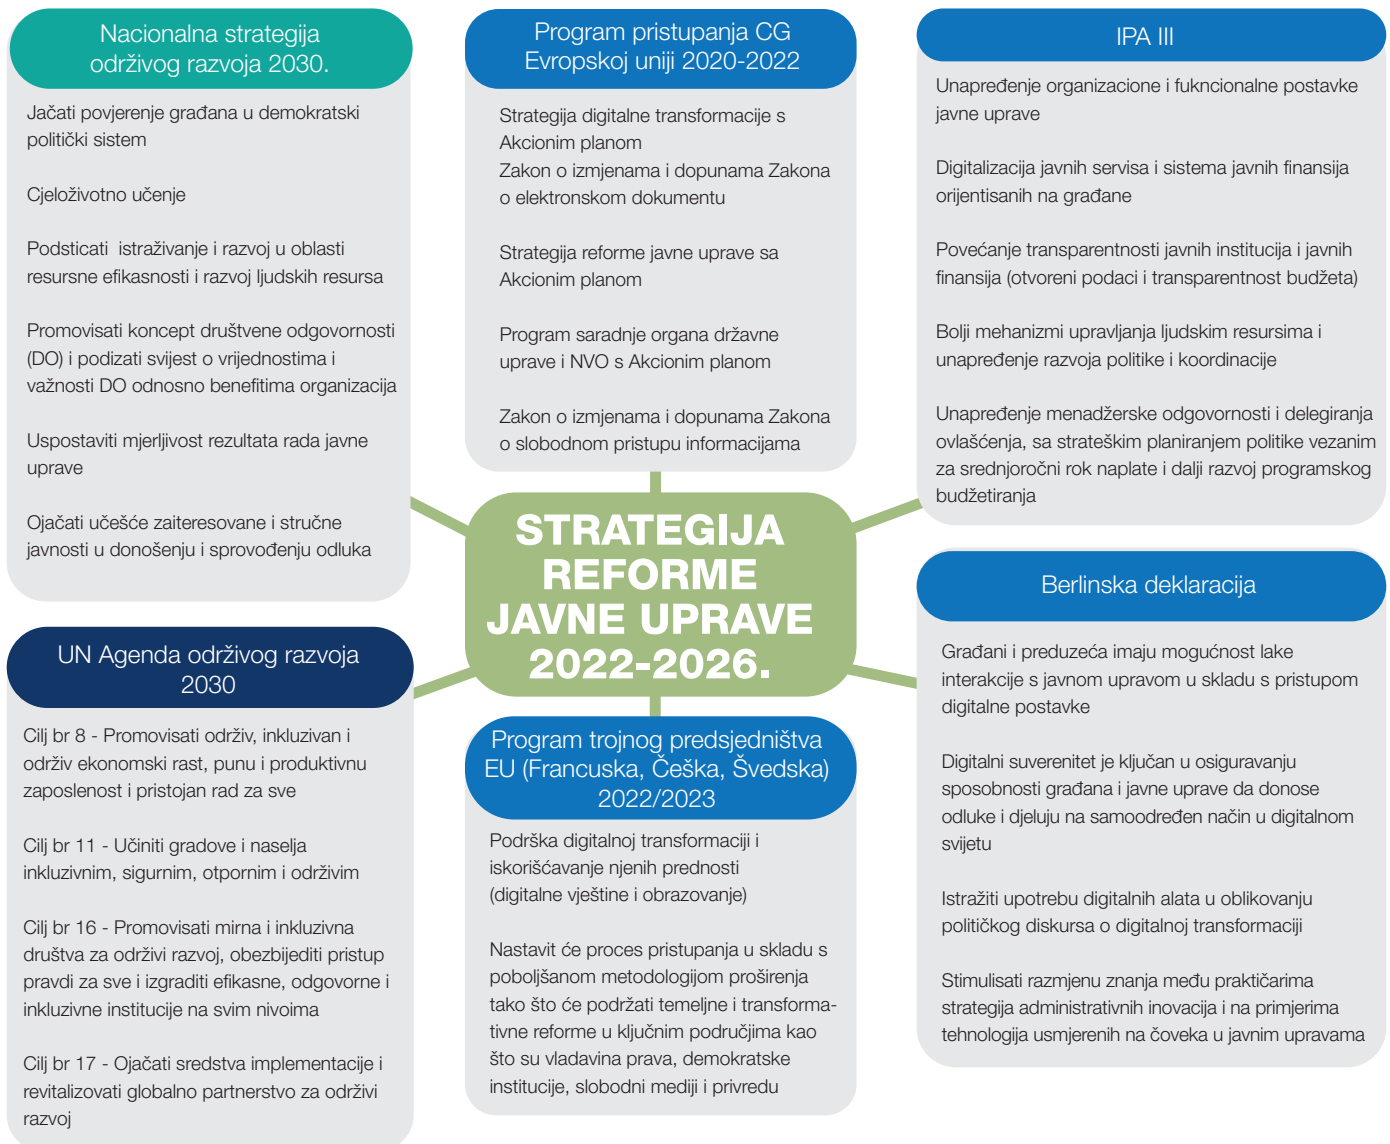 Nacionalna strategija
održivog razvoja 2030.
Jačati povjerenje građana u demokratski
politički sistem
Cjeloživotno učenje
Podsticati  istraživanje i razvoj u oblasti
resursne efikasnosti i razvoj ljudskih resursa
Promovisati koncept društvene odgovornosti
(DO) i podizati svijest o vrijednostima i
važnosti DO odnosno benefitima organizacija
Uspostaviti mjerljivost rezultata rada javne
uprave
Ojačati učešće zaiteresovane i stručne
javnosti u donošenju i sprovođenju odluka
Program pristupanja CG
Evropskoj uniji 2020-2022
Strategija digitalne transformacije s
Akcionim planom
Zakon o izmjenama i dopunama Zakona
o elektronskom dokumentu
Strategija reforme javne uprave sa
Akcionim planom
Program saradnje organa državne
uprave i NVO s Akcionim planom
Zakon o izmjenama i dopunama Zakona
o slobodnom pristupu informacijama
IPA III
Unapređenje organizacione i fukncionalne postavke
javne uprave
Digitalizacija javnih servisa i sistema javnih finansija
orijentisanih na građane
Povećanje transparentnosti javnih institucija i javnih
finansija (otvoreni podaci i transparentnost budžeta)
Bolji mehanizmi upravljanja ljudskim resursima i
unapređenje razvoja politike i koordinacije
Unapređenje menadžerske odgovornosti i delegiranja
ovlašćenja, sa strateškim planiranjem politike vezanim
za srednjoročni rok naplate i dalji razvoj programskog
budžetiranja
STRATEGIJA
REFORME
JAVNE UPRAVE
2022-2026.
UN Agenda održivog razvoja
2030
Cilj br 8 - Promovisati održiv, inkluzivan i
održiv ekonomski rast, punu i produktivnu
zaposlenost i pristojan rad za sve
Cilj br 11 - Učiniti gradove i naselja
inkluzivnim, sigurnim, otpornim i održivim
Cilj br 16 - Promovisati mirna i inkluzivna
društva za održivi razvoj, obezbijediti pristup
pravdi za sve i izgraditi efikasne, odgovorne i
inkluzivne institucije na svim nivoima
Cilj br 17 - Ojačati sredstva implementacije i
revitalizovati globalno partnerstvo za održivi
razvoj
Program trojnog predsjedništva
EU (Francuska, Češka, Švedska)
2022/2023
Podrška digitalnoj transformaciji i
iskorišćavanje njenih prednosti
(digitalne vještine i obrazovanje)
Nastavit će proces pristupanja u skladu s
poboljšanom metodologijom proširenja
tako što će podržati temeljne i transforma-
tivne reforme u ključnim područjima kao
što su vladavina prava, demokratske
institucije, slobodni mediji i privredu
Berlinska deklaracija
Građani i preduzeća imaju mogućnost lake
interakcije s javnom upravom u skladu s pristupom
digitalne postavke
Digitalni suverenitet je ključan u osiguravanju
sposobnosti građana i javne uprave da donose
odluke i djeluju na samoodređen način u digitalnom
svijetu
Istražiti upotrebu digitalnih alata u oblikovanju
političkog diskursa o digitalnoj transformaciji
Stimulisati razmjenu znanja među praktičarima
strategija administrativnih inovacija i na primjerima
tehnologija usmjerenih na čoveka u javnim upravama